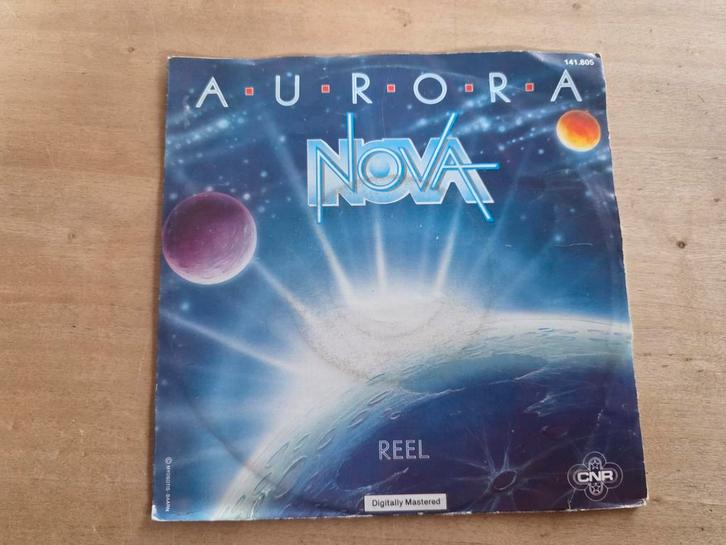 141.805
A·U·R·O·R·A
NOVA
REEL
CNR
Digitally Mastered